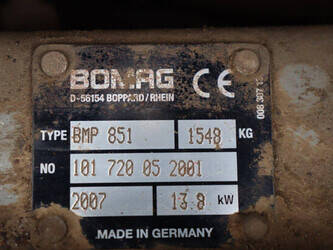 BOMAG CE
D-56154 BOPPARD/RHEIN
TYPE BMP 851 1548 KG
NO 101 720 05 2001
2007 13.8 kW
MADE IN GERMANY